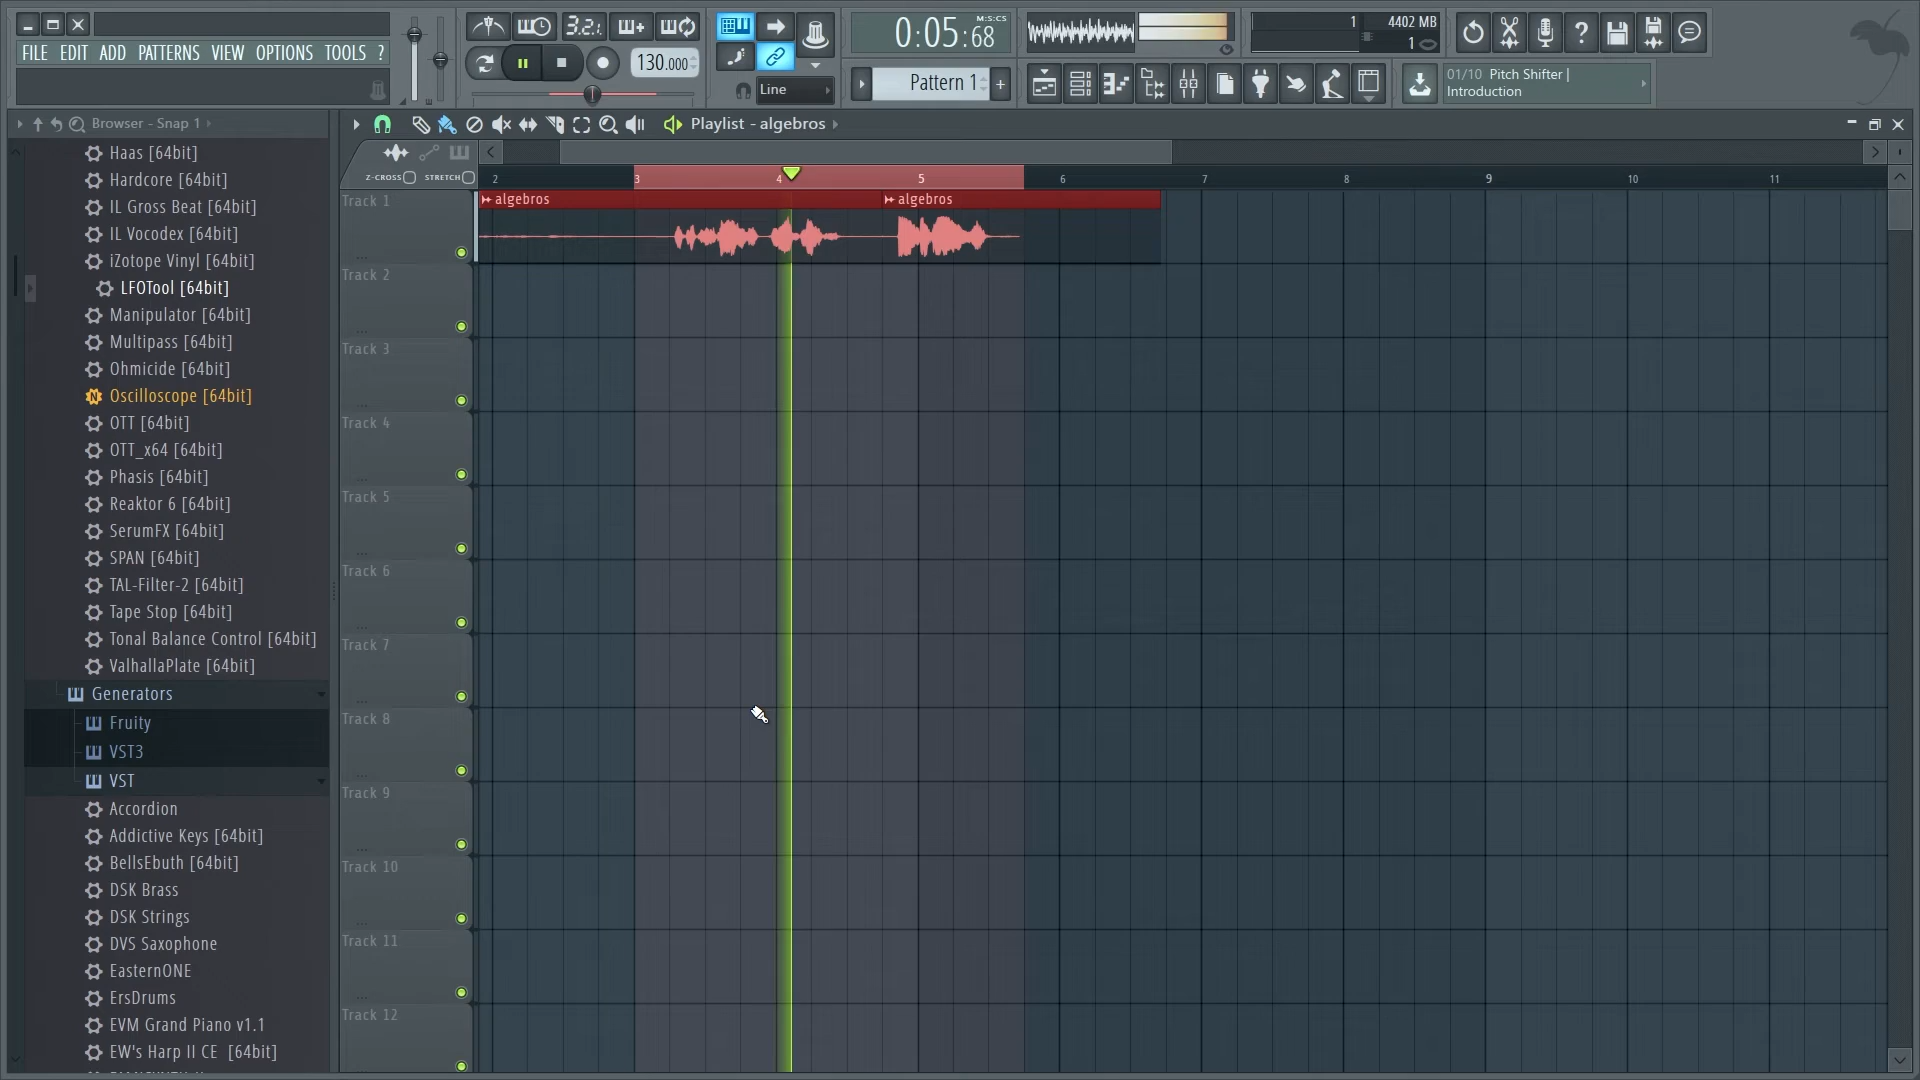 FILE EDIT ADD PATTERNS VIEW OPTIONS TOOLS ?
3.2.
130.000
Line
0:05:68
M:S:CS
Pattern 1
1
4402 MB
1
01/10 Pitch Shifter |
Introduction
Browser - Snap 1
Playlist - algebros
Z-CROSS
STRETCH
2
3
4
5
6
7
8
9
10
11
algebros
algebros
Track 1
Track 2
Track 3
Track 4
Track 5
Track 6
Track 7
Track 8
Track 9
Track 10
Track 11
Track 12
Haas [64bit]
Hardcore [64bit]
IL Gross Beat [64bit]
IL Vocodex [64bit]
iZotope Vinyl [64bit]
LFOTool [64bit]
Manipulator [64bit]
Multipass [64bit]
Ohmicide [64bit]
Oscilloscope [64bit]
OTT [64bit]
OTT_x64 [64bit]
Phasis [64bit]
Reaktor 6 [64bit]
SerumFX [64bit]
SPAN [64bit]
TAL-Filter-2 [64bit]
Tape Stop [64bit]
Tonal Balance Control [64bit]
ValhallaPlate [64bit]
Generators
Fruity
VST3
VST
Accordion
Addictive Keys [64bit]
BellsEbuth [64bit]
DSK Brass
DSK Strings
DVS Saxophone
EasternONE
ErsDrums
EVM Grand Piano v1.1
EW's Harp II CE [64bit]